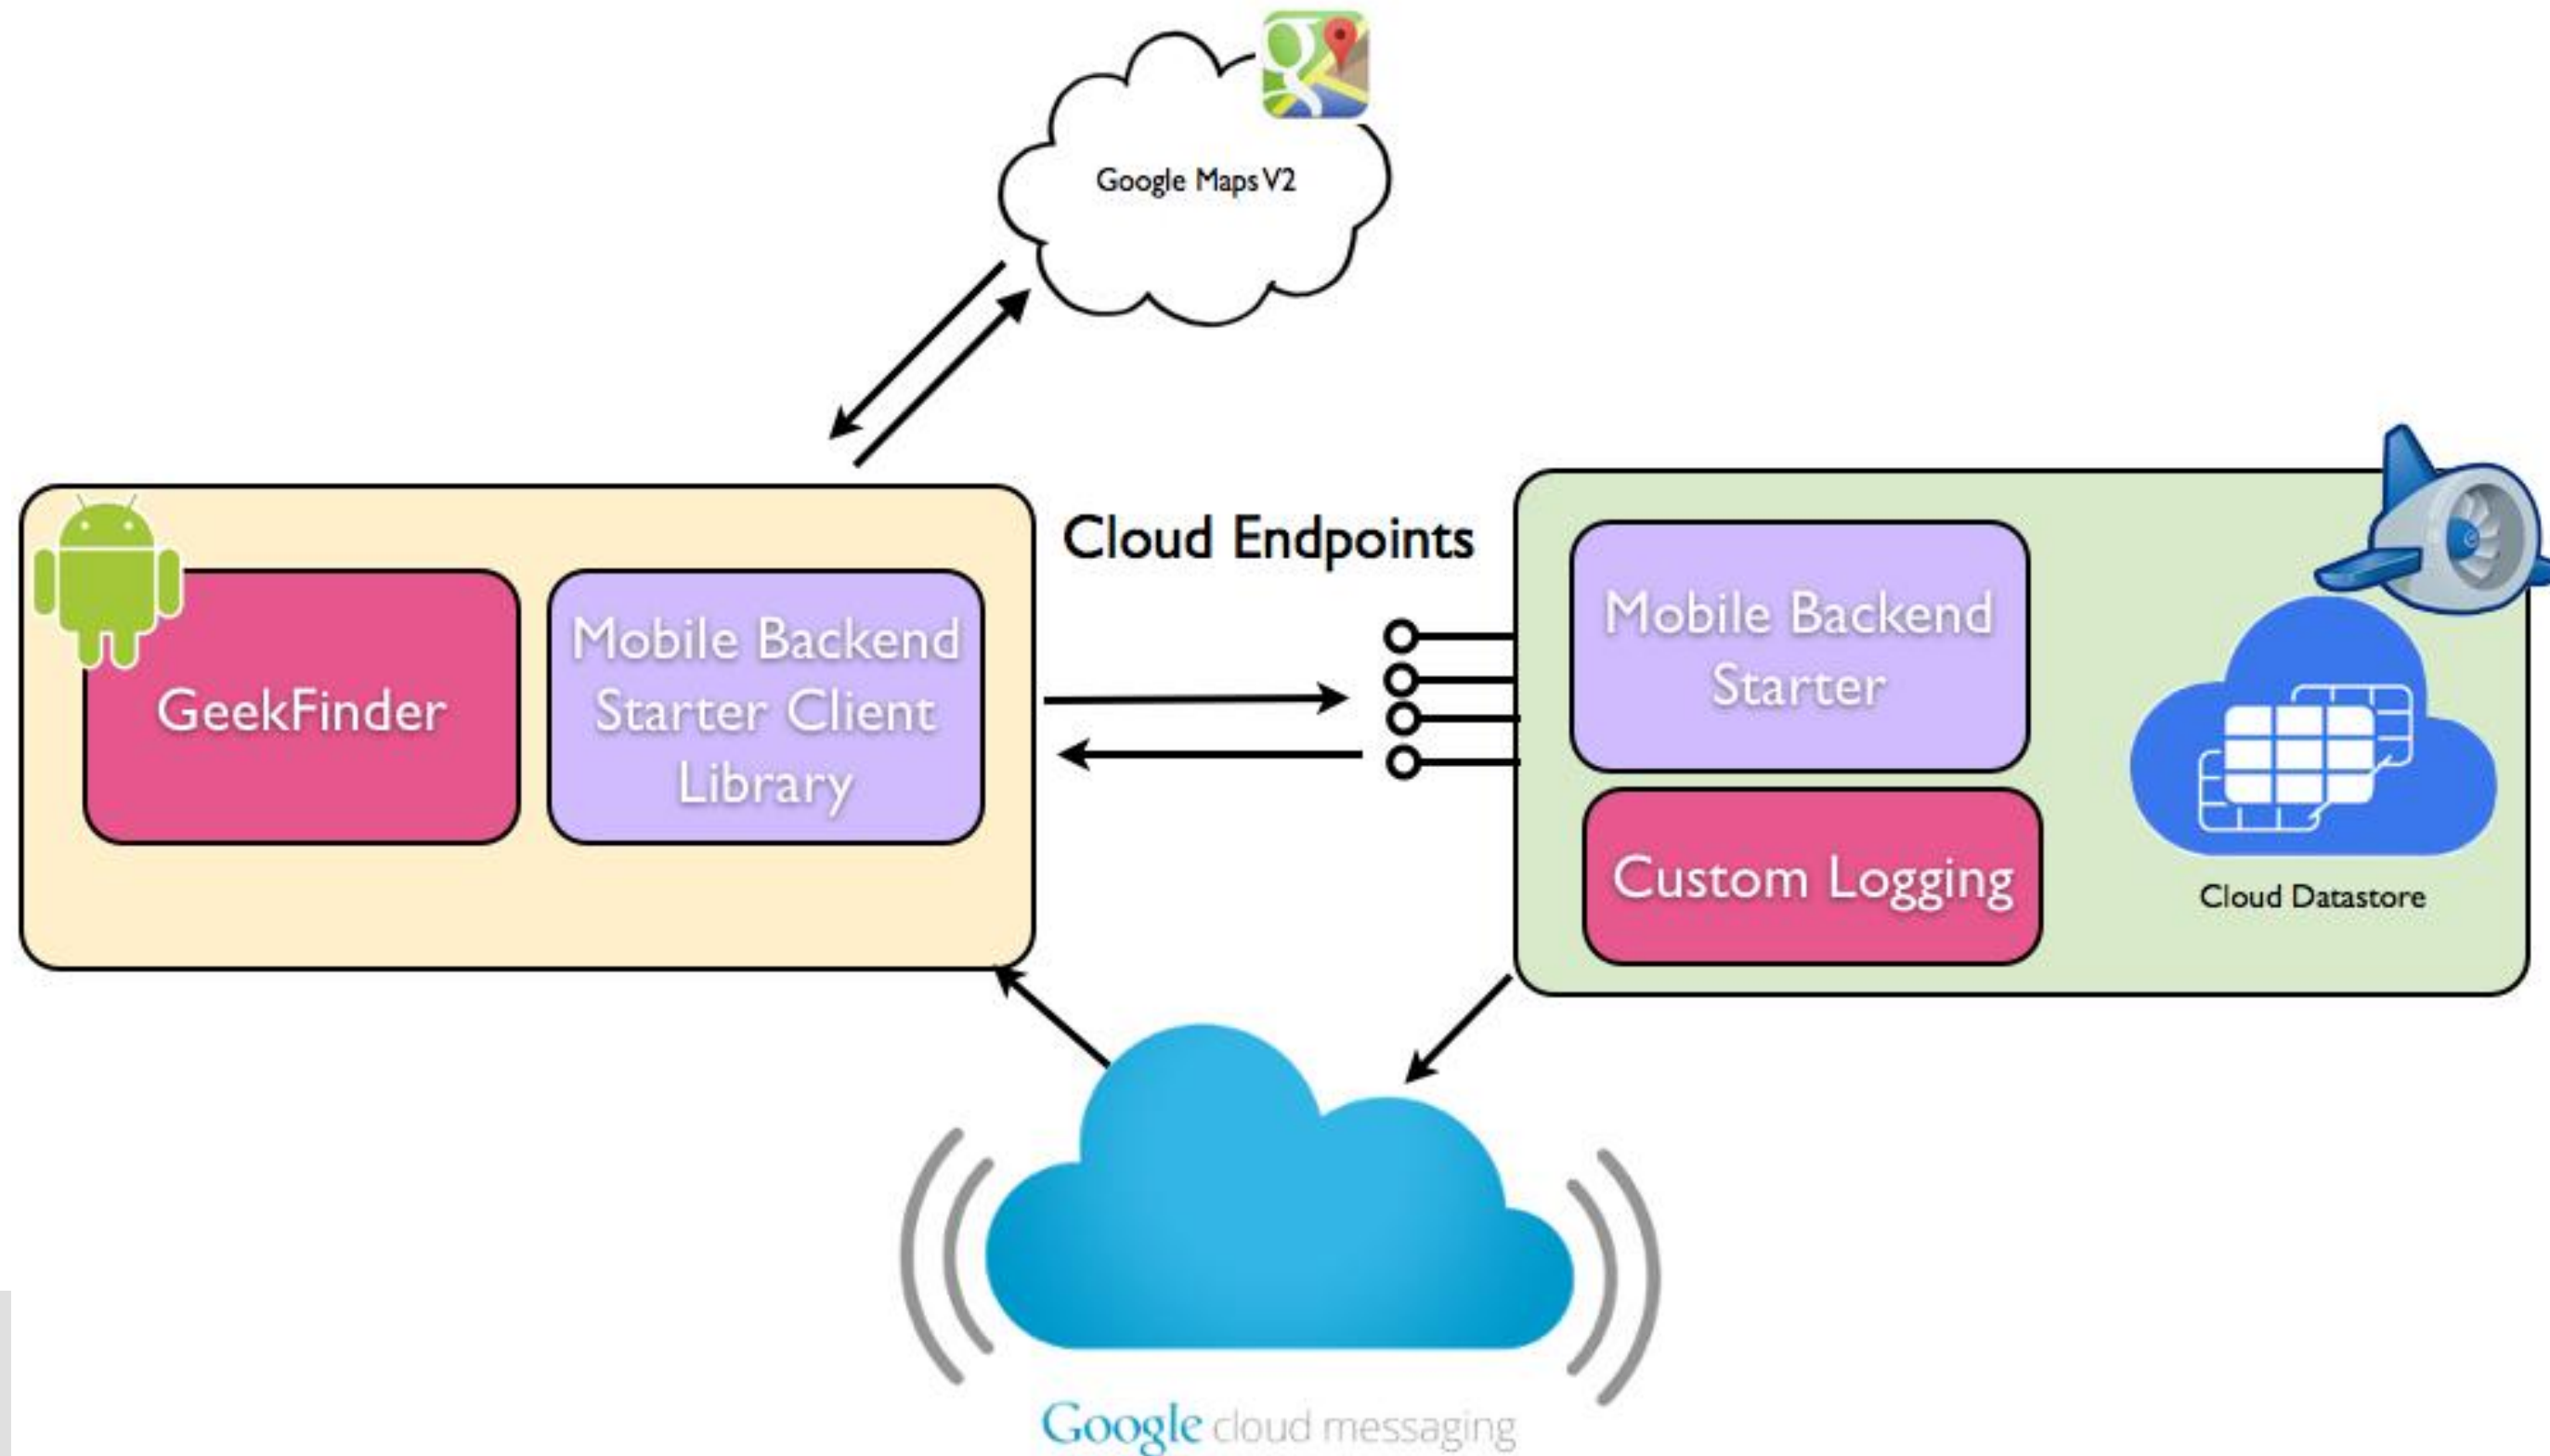 Google Maps V2
Cloud Endpoints
GeekFinder
Mobile Backend
Starter Client
Library
Mobile Backend
Starter
Custom Logging
Cloud Datastore
Google cloud messaging